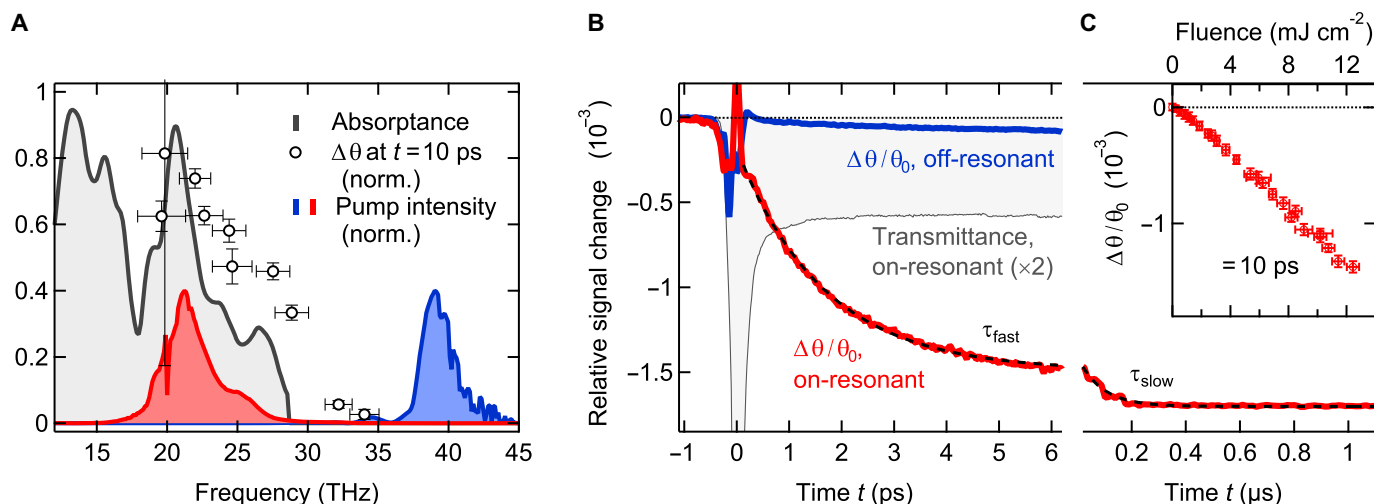 A
1
0.8
0.6
0.4
0.2
0
Absorptance
Δθ at t = 10 ps
(norm.)
Pump intensity
(norm.)
15
20
25
30
35
40
45
Frequency (THz)
B
Relative signal change (10⁻³)
0
−0.5
−1
−1.5
Δθ/θ₀, off-resonant
Transmittance,
on-resonant (×2)
Δθ/θ₀,
on-resonant
τfast
−1
0
1
2
3
4
5
6
Time t (ps)
C
Fluence (mJ cm⁻²)
0
4
8
12
Δθ/θ₀ (10⁻³)
0
−1
= 10 ps
τslow
0.2
0.4
0.6
0.8
1
Time t (μs)